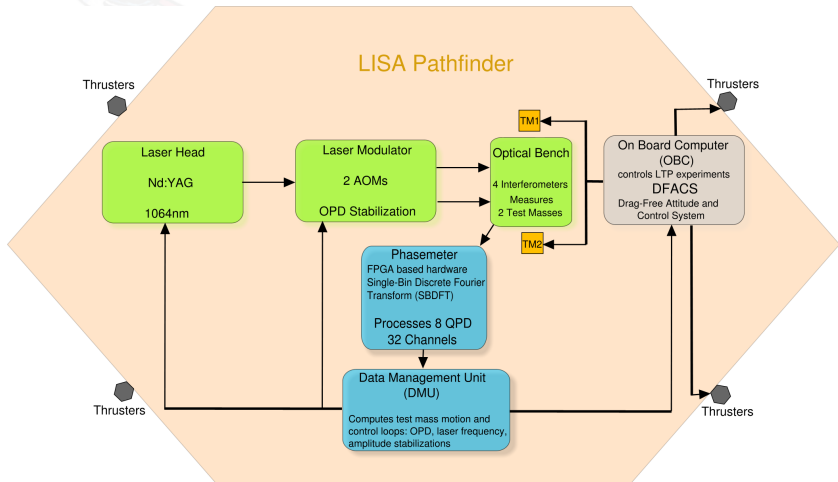 LISA Pathfinder
Thrusters
Thrusters
Laser Head
Nd:YAG
1064nm
Laser Modulator
2 AOMs
OPD Stabilization
TM1
Optical Bench
4 Interferometers
Measures
2 Test Masses
TM2
On Board Computer
(OBC)
controls LTP experiments
DFACS
Drag-Free Attitude and
Control System
Phasemeter
FPGA based hardware
Single-Bin Discrete Fourier
Transform (SBDFT)
Processes 8 QPD
32 Channels
Data Management Unit
(DMU)
Computes test mass motion and
control loops: OPD, laser frequency,
amplitude stabilizations
Thrusters
Thrusters